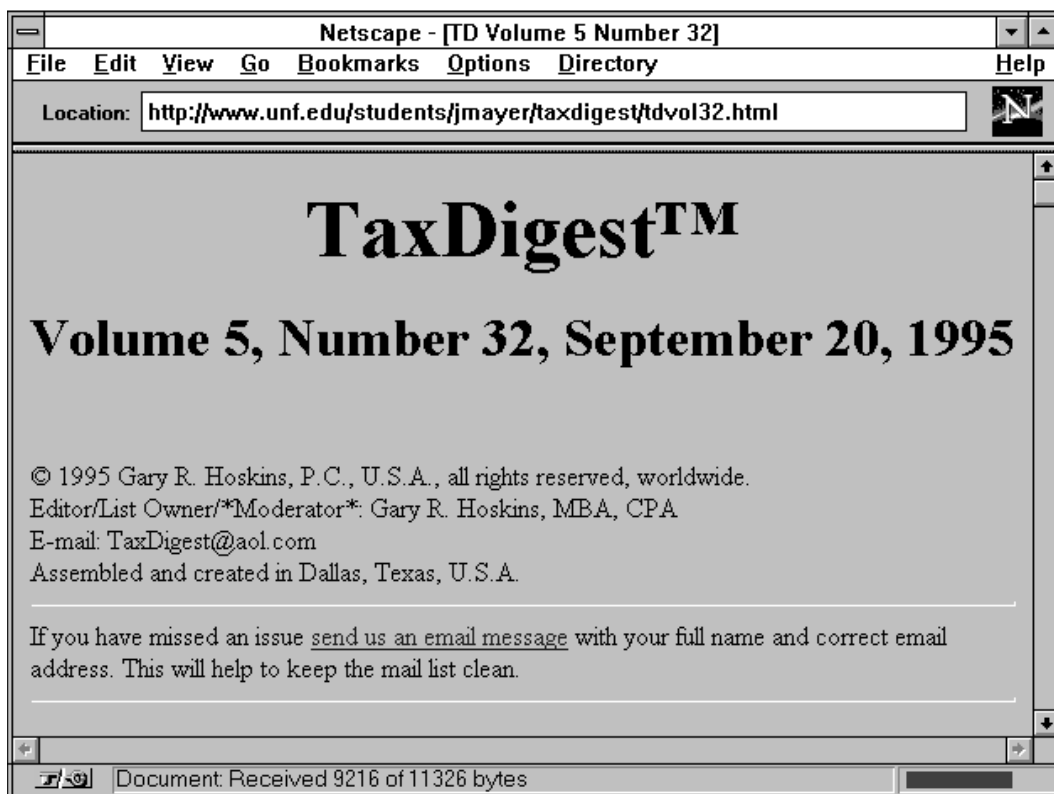 Netscape - [TD Volume 5 Number 32]
File Edit View Go Bookmarks Options Directory Help
Location: http://www.unf.edu/students/jmayer/taxdigest/tdvol32.html
N
TaxDigest™
Volume 5, Number 32, September 20, 1995
© 1995 Gary R. Hoskins, P.C., U.S.A., all rights reserved, worldwide.
Editor/List Owner/*Moderator*: Gary R. Hoskins, MBA, CPA
E-mail: TaxDigest@aol.com
Assembled and created in Dallas, Texas, U.S.A.
If you have missed an issue send us an email message with your full name and correct email
address. This will help to keep the mail list clean.
Document: Received 9216 of 11326 bytes